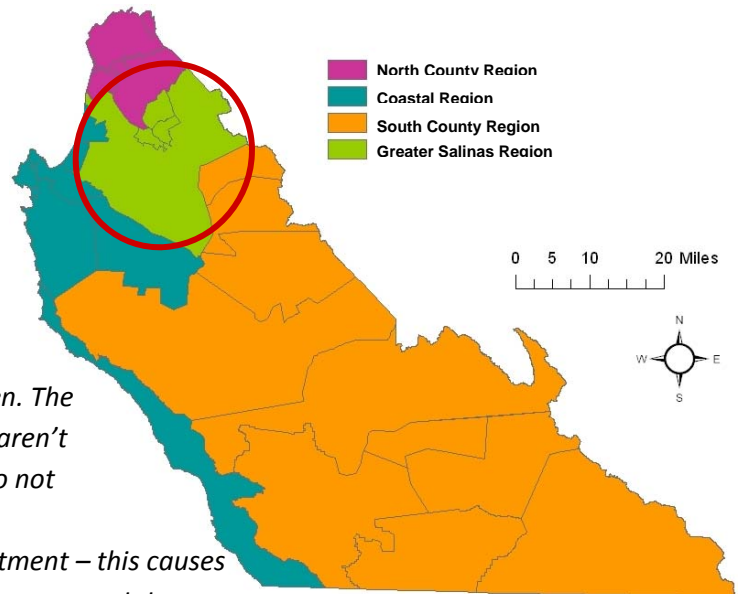 North County Region
Coastal Region
South County Region
Greater Salinas Region
0 5 10 20 Miles
N
W E
S
en. The
aren’t
o not
tment – this causes